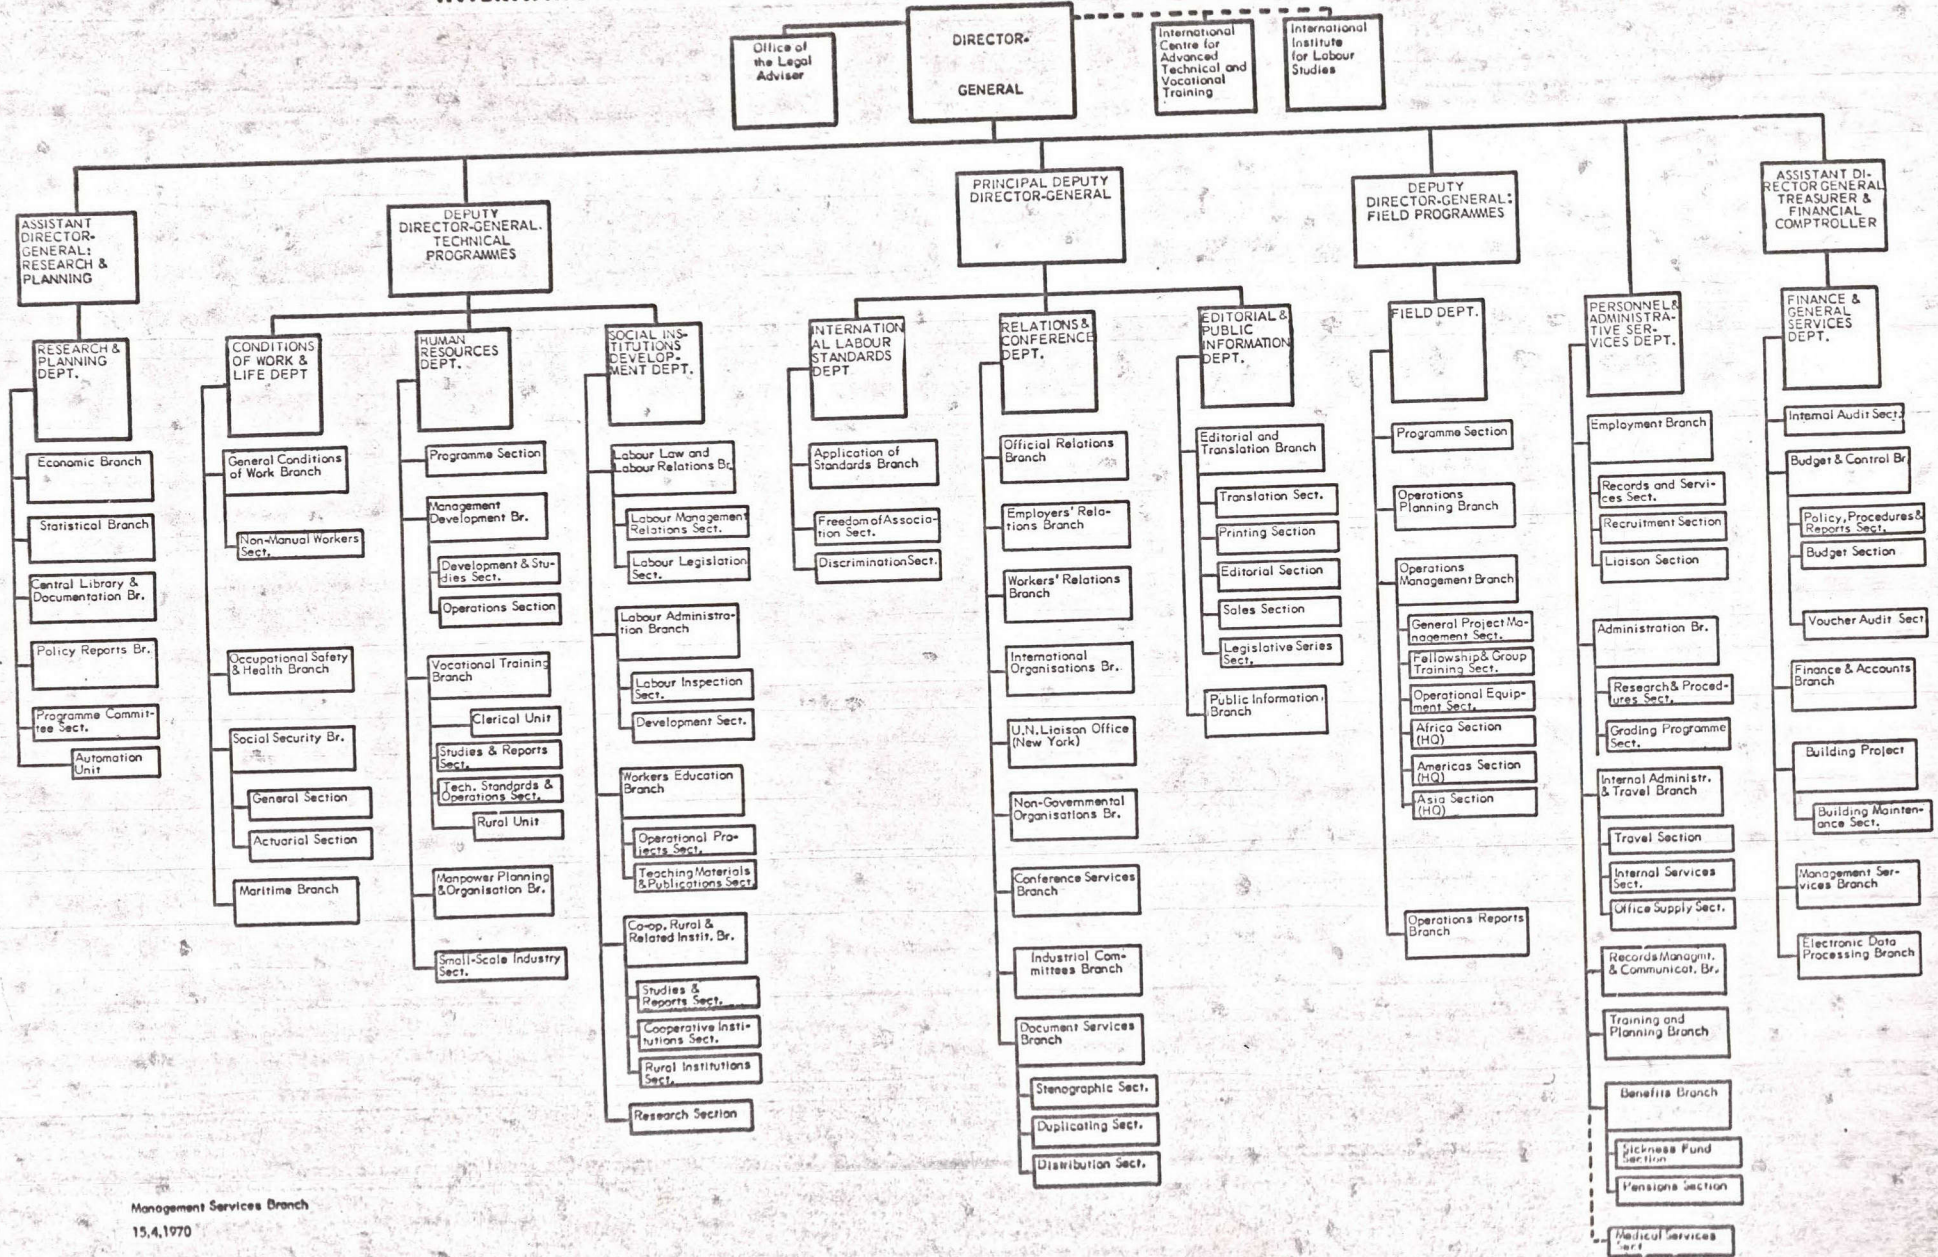 Office of
the Legal
Adviser
DIRECTOR-
GENERAL
International
Centre for
Advanced
Technical and
Vocational
Training
International
Institute
for Labour
Studies
ASSISTANT
DIRECTOR-
GENERAL:
RESEARCH &
PLANNING
DEPUTY
DIRECTOR-GENERAL.
TECHNICAL
PROGRAMMES
PRINCIPAL DEPUTY
DIRECTOR-GENERAL
DEPUTY
DIRECTOR-GENERAL:
FIELD PROGRAMMES
ASSISTANT DI-
RECTOR GENERAL
TREASURER &
FINANCIAL
COMPTROLLER
RESEARCH &
PLANNING
DEPT.
Economic Branch
Statistical Branch
Central Library &
Documentation Br.
Policy Reports Br.
Programme Commit-
tee Sect.
Automation
Unit
CONDITIONS
OF WORK &
LIFE DEPT
General Conditions
of Work Branch
Non-Manual Workers
Sect.
Occupational Safety
& Health Branch
Social Security Br.
General Section
Actuarial Section
Maritime Branch
HUMAN
RESOURCES
DEPT.
Programme Section
Management
Development Br.
Development & Stu-
dies Sect.
Operations Section
Vocational Training
Branch
Clerical Unit
Studies & Reports
Sect.
Tech. Standards &
Operations Sect.
Rural Unit
Manpower Planning
& Organisation Br.
Small-Scale Industry
Sect.
SOCIAL INS-
TITUTIONS
DEVELOP-
MENT DEPT.
Labour Law and
Labour Relations Br.
Labour Management
Relations Sect.
Labour Legislation
Sect.
Labour Administra-
tion Branch
Labour Inspection
Sect.
Development Sect.
Workers Education
Branch
Operational Pro-
jects Sect.
Teaching Materials
& Publications Sect.
Co-op. Rural &
Related Instit. Br.
Studies &
Reports Sect.
Cooperative Insti-
tutions Sect.
Rural Institutions
Sect.
Research Section
INTERNATION
AL LABOUR
STANDARDS
DEPT
Application of
Standards Branch
Freedom of Associa-
tion Sect.
Discrimination Sect.
RELATIONS &
CONFERENCE
DEPT.
Official Relations
Branch
Employers' Rela-
tions Branch
Workers' Relations
Branch
International
Organisations Br.
U.N. Liaison Office
(New York)
Non-Governmental
Organisations Br.
Conference Services
Branch
Industrial Com-
mittees Branch
Document Services
Branch
Stenographic Sect.
Duplicating Sect.
Distribution Sect.
EDITORIAL &
PUBLIC
INFORMATION
DEPT.
Editorial and
Translation Branch
Translation Sect.
Printing Section
Editorial Section
Sales Section
Legislative Series
Sect.
Public Information
Branch
FIELD DEPT.
Programme Section
Operations
Planning Branch
Operations
Management Branch
General Project Ma-
nagement Sect.
Fellowship & Group
Training Sect.
Operational Equip-
ment Sect.
Africa Section
(HQ)
Americas Section
(HQ)
Asia Section
(HQ)
Operations Reports
Branch
PERSONNEL &
ADMINISTRA-
TIVE SER-
VICES DEPT.
Employment Branch
Records and Servi-
ces Sect.
Recruitment Section
Liaison Section
Administration Br.
Research & Proced-
ures Sect.
Grading Programme
Sect.
Internal Administr.
& Travel Branch
Travel Section
Internal Services
Sect.
Office Supply Sect.
Records Managmt.
& Communicat. Br.
Training and
Planning Branch
Benefits Branch
Sickness Fund
Section
Pensions Section
Medical Services
Sect
FINANCE &
GENERAL
SERVICES
DEPT.
Internal Audit Sect.
Budget & Control Br
Policy, Procedures &
Reports Sect.
Budget Section
Voucher Audit Sect
Finance & Accounts
Branch
Building Project
Building Mainten-
ance Sect.
Management Ser-
vices Branch
Electronic Data
Processing Branch
Management Services Branch
15.4.1970